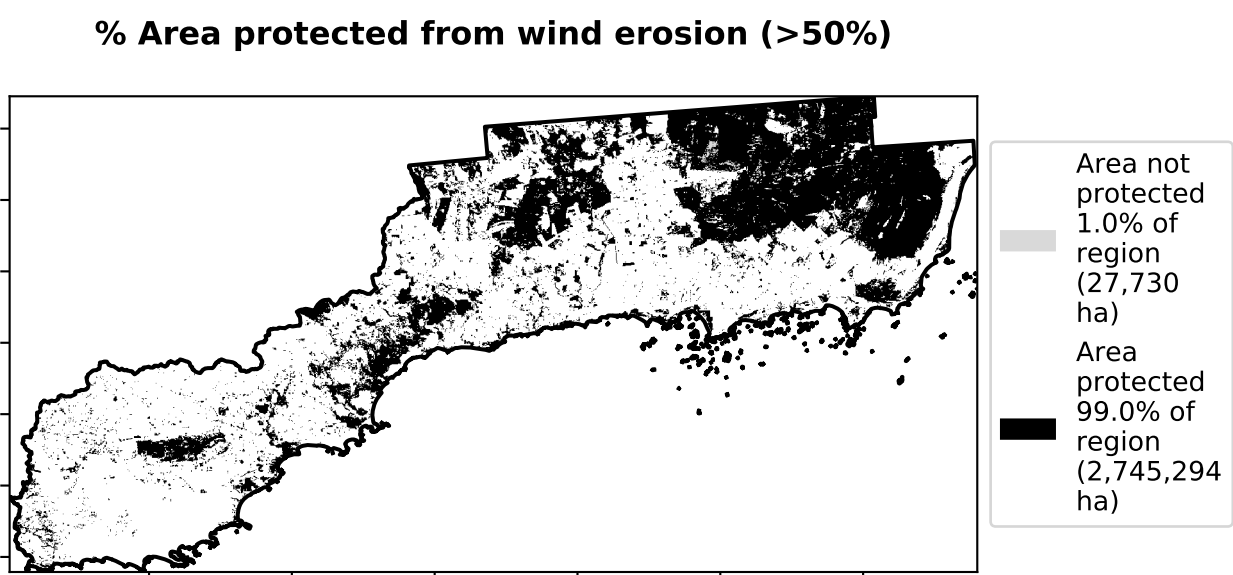 % Area protected from wind erosion (>50%)
Area not
protected
1.0% of
region
(27,730
ha)
Area
protected
99.0% of
region
(2,745,294
ha)